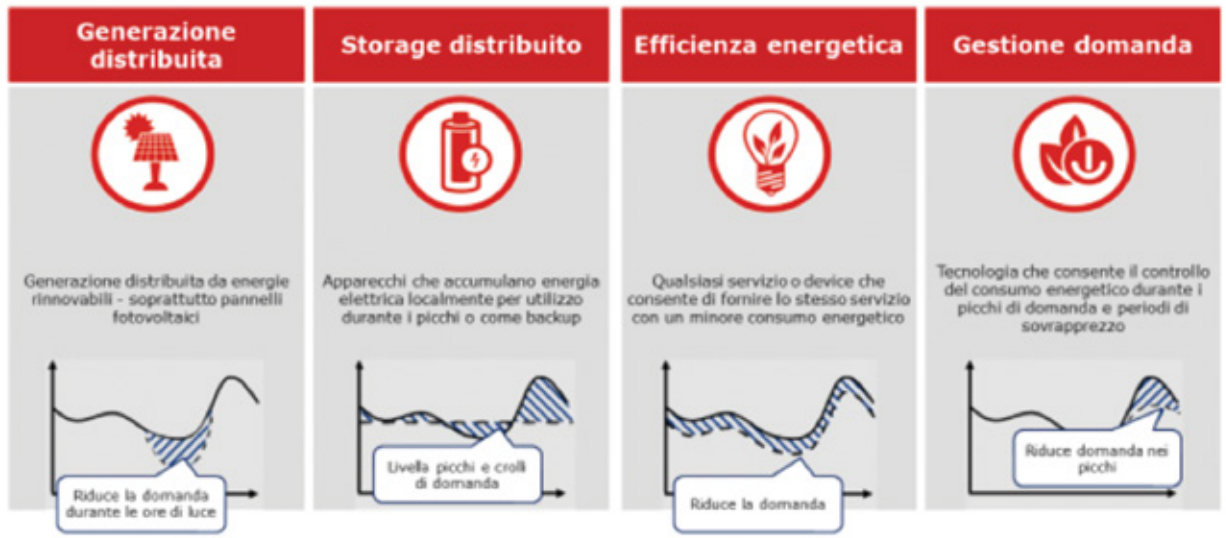 Generazione
distribuita
Storage distribuito
Efficienza energetica
Gestione domanda
Generazione distribuita da energie
rinnovabili - soprattutto pannelli
fotovoltaici
Apparecchi che accumulano energia
elettrica localmente per utilizzo
durante i picchi o come backup
Qualsiasi servizio o device che
consente di fornire lo stesso servizio
con un minore consumo energetico
Tecnologia che consente il controllo
del consumo energetico durante i
picchi di domanda e periodi di
sovrapprezzo
Riduce la domanda
durante le ore di luce
Livella picchi e crolli
di domanda
Riduce la domanda
Riduce domanda nei
picchi